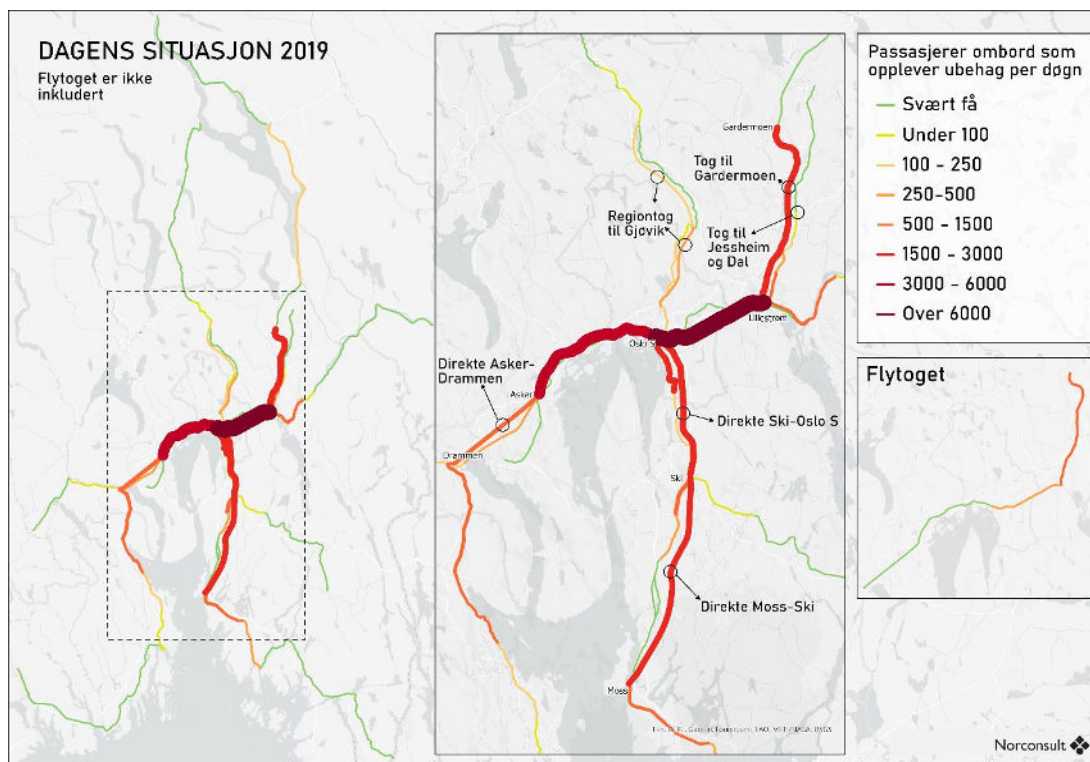 DAGENS SITUASJON 2019
Flytoget er ikke
inkludert
Gardermoen
Tog til
Gardermoen
Regiontog
til Gjøvik
Tog til
Jessheim
og Dal
Lillestrøm
Oslo S
Direkte Asker-
Drammen
Asker
Direkte Ski-Oslo S
Drammen
Ski
Direkte Moss-Ski
Moss
Passasjerer ombord som
opplever ubehag per døgn
Svært få
Under 100
100 - 250
250-500
500 - 1500
1500 - 3000
3000 - 6000
Over 6000
Flytoget
Norconsult